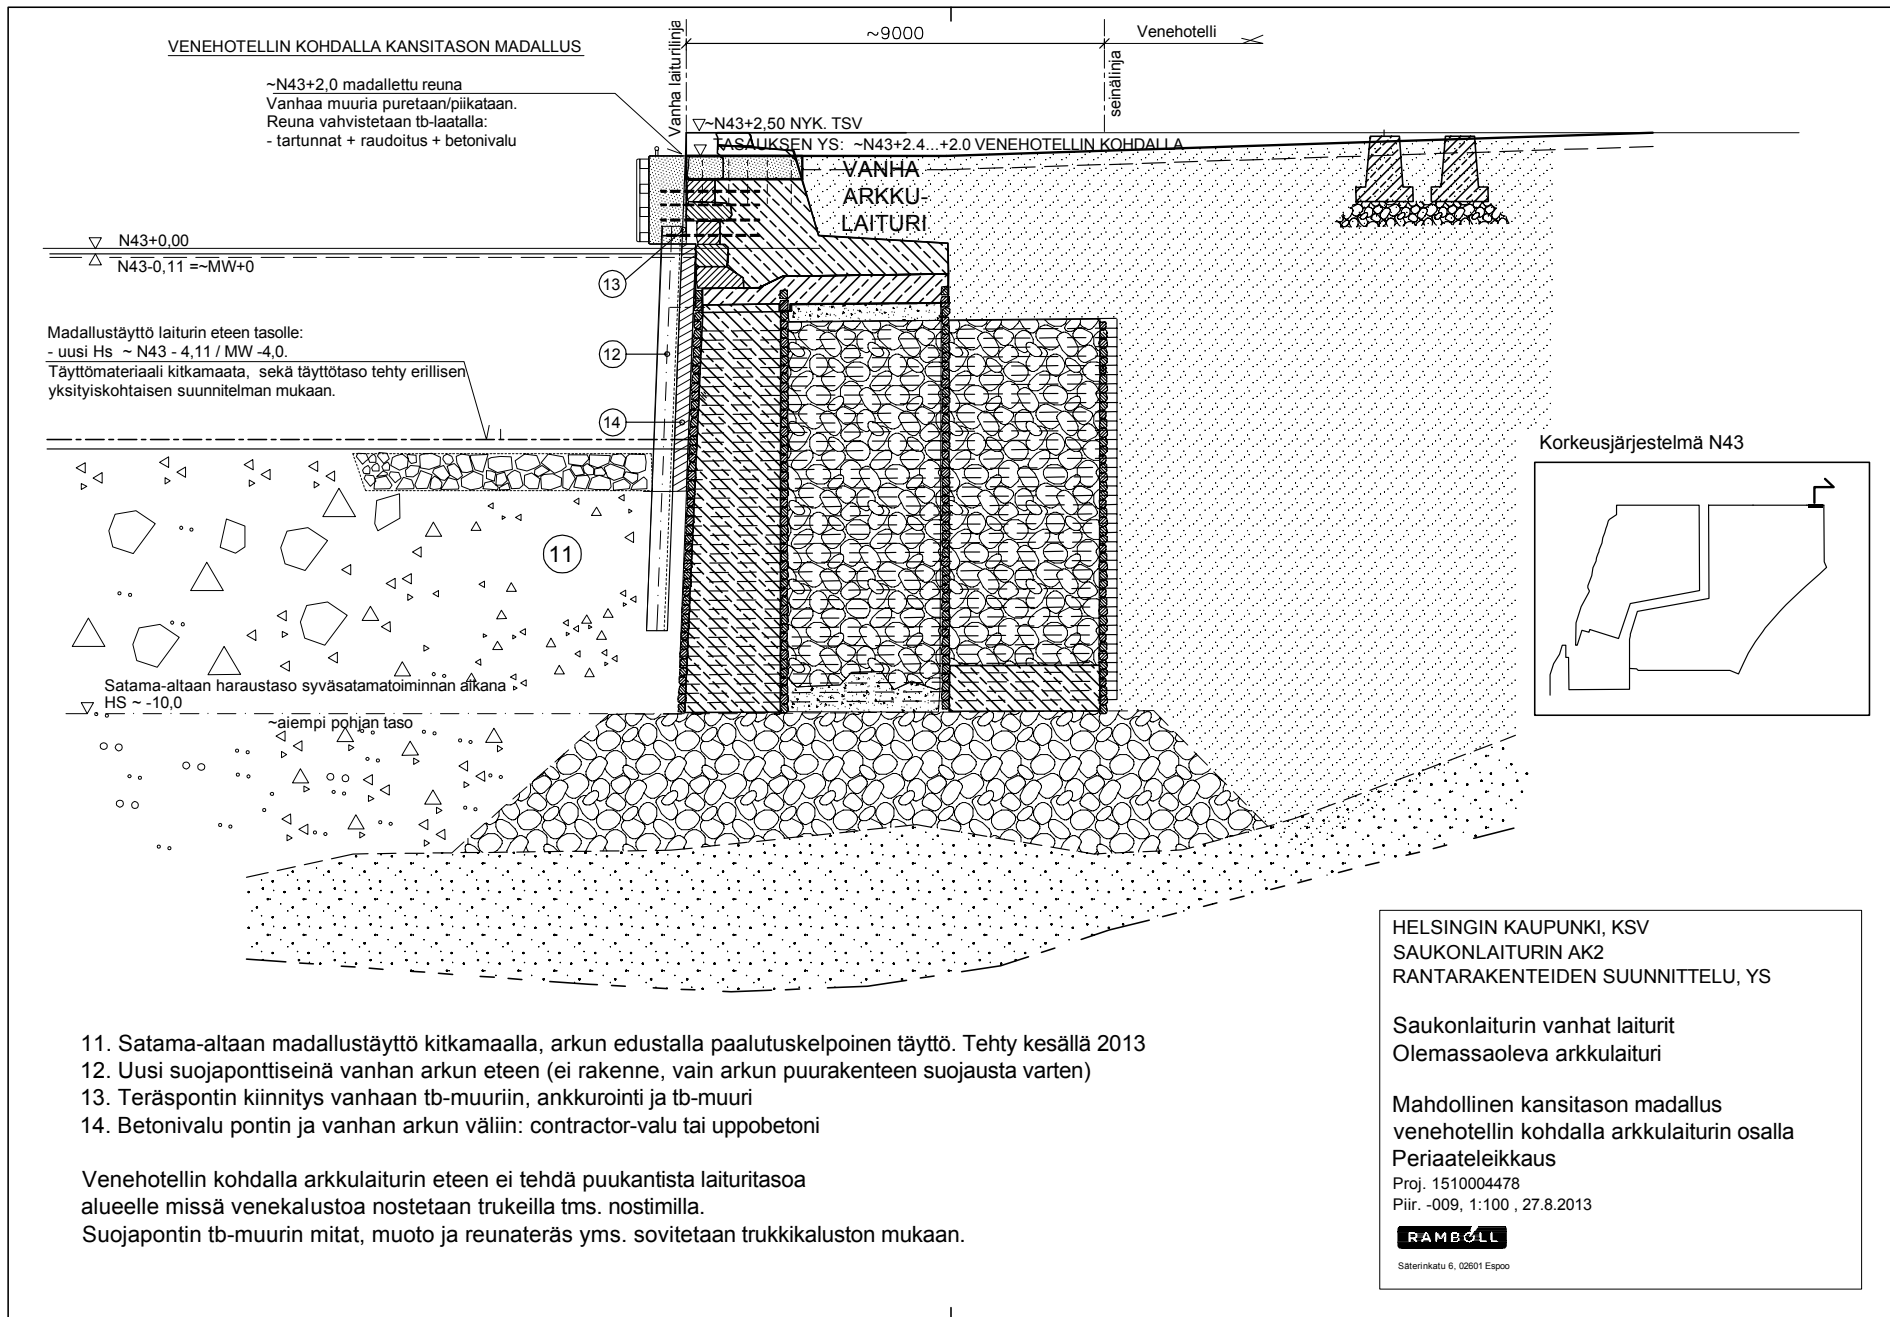 VENEHOTELLIN KOHDALLA KANSITASON MADALLUS
~N43+2,0 madallettu reuna
Vanhaa muuria puretaan/piikataan.
Reuna vahvistetaan tb-laatalla:
- tartunnat + raudoitus + betonivalu
Vanha laiturilinja
~9000
seinälinja
Venehotelli
~N43+2,50 NYK. TSV
TASAUKSEN YS: ~N43+2.4...+2.0 VENEHOTELLIN KOHDALLA
VANHA
ARKKU-
LAITURI
N43+0,00
N43-0,11 =~MW+0
13
Madallustäyttö laiturin eteen tasolle:
- uusi Hs ~ N43 - 4,11 / MW -4,0.
Täyttömateriaali kitkamaata, sekä täyttötaso tehty erillisen
yksityiskohtaisen suunnitelman mukaan.
12
14
11
Korkeusjärjestelmä N43
Satama-altaan haraustaso syväsatamatoiminnan aikana
HS ~ -10,0
~aiempi pohjan taso
11. Satama-altaan madallustäyttö kitkamaalla, arkun edustalla paalutuskelpoinen täyttö. Tehty kesällä 2013
12. Uusi suojaponttiseinä vanhan arkun eteen (ei rakenne, vain arkun puurakenteen suojausta varten)
13. Teräspontin kiinnitys vanhaan tb-muuriin, ankkurointi ja tb-muuri
14. Betonivalu pontin ja vanhan arkun väliin: contractor-valu tai uppobetoni
Venehotellin kohdalla arkkulaiturin eteen ei tehdä puukantista laituritasoa
alueelle missä venekalustoa nostetaan trukeilla tms. nostimilla.
Suojapontin tb-muurin mitat, muoto ja reunateräs yms. sovitetaan trukkikaluston mukaan.
HELSINGIN KAUPUNKI, KSV
SAUKONLAITURIN AK2
RANTARAKENTEIDEN SUUNNITTELU, YS
Saukonlaiturin vanhat laiturit
Olemassaoleva arkkulaituri
Mahdollinen kansitason madallus
venehotellin kohdalla arkkulaiturin osalla
Periaateleikkaus
Proj. 1510004478
Piir. -009, 1:100 , 27.8.2013
RAMBØLL
Säterinkatu 6, 02601 Espoo